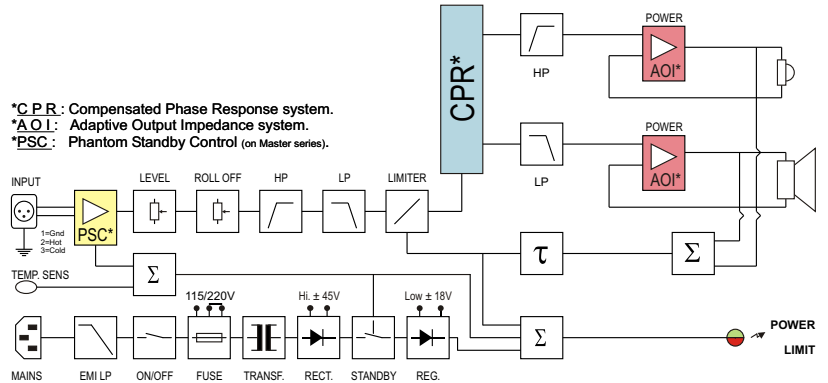 POWER
AOI*
HP
CPR*
*C P R : Compensated Phase Response system.
*A O I : Adaptive Output Impedance system.
*PSC : Phantom Standby Control (on Master series).
POWER
AOI*
LP
INPUT
LEVEL
ROLL OFF
HP
LP
LIMITER
1=Gnd
2=Hot
3=Cold
PSC*
τ
Σ
TEMP. SENS
Σ
115/220V
Hi. ± 45V
Low ± 18V
Σ
POWER
LIMIT
MAINS
EMI LP
ON/OFF
FUSE
TRANSF.
RECT.
STANDBY
REG.